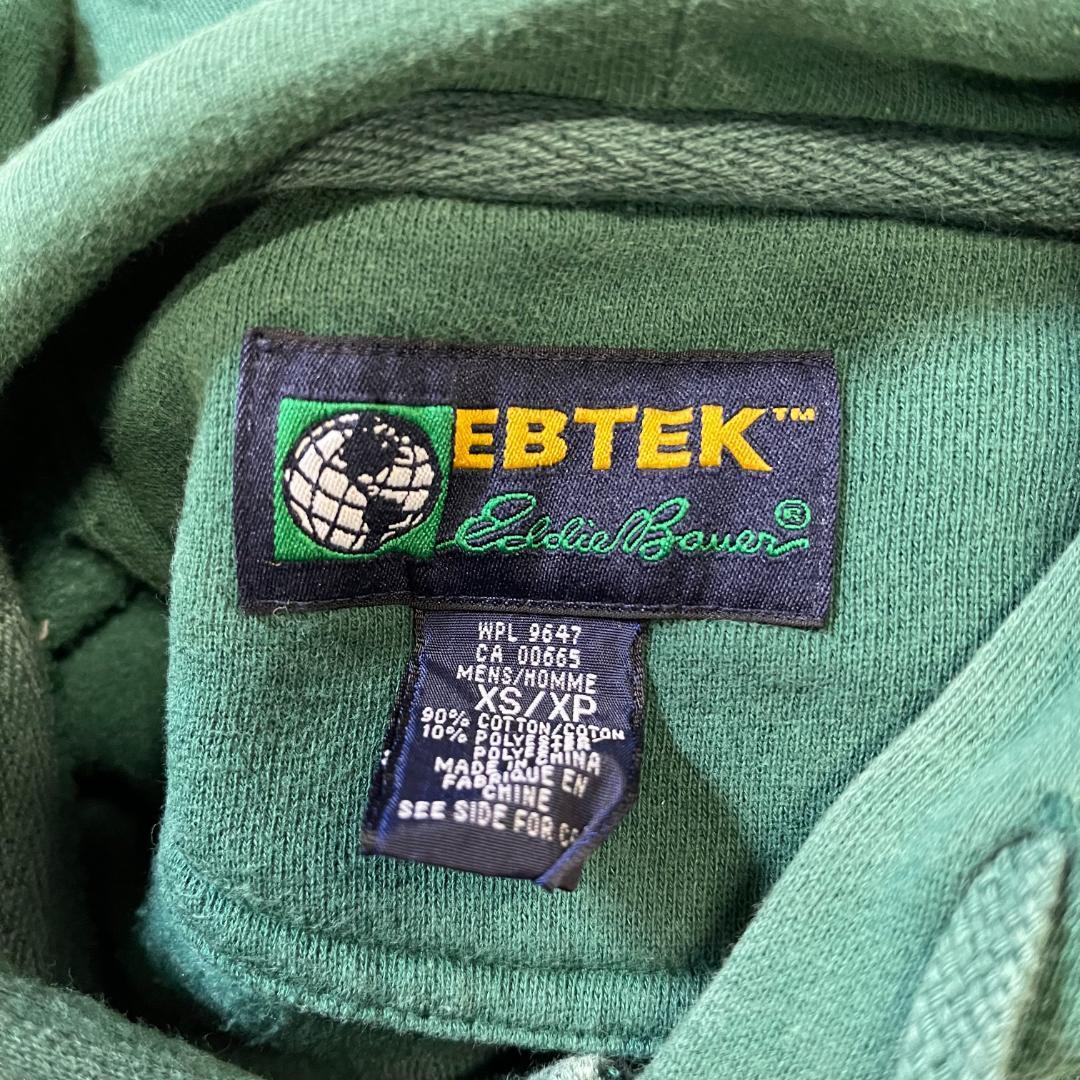 EBTEK™
Eddie Bauer®
WPL 9647
CA 00665
MENS/HOMME
XS/XP
90% COTTON/COTON
10% POLYESTER
POLYESTER
MADE IN CHINA
FABRIQUE EN
CHINE
SEE SIDE FOR